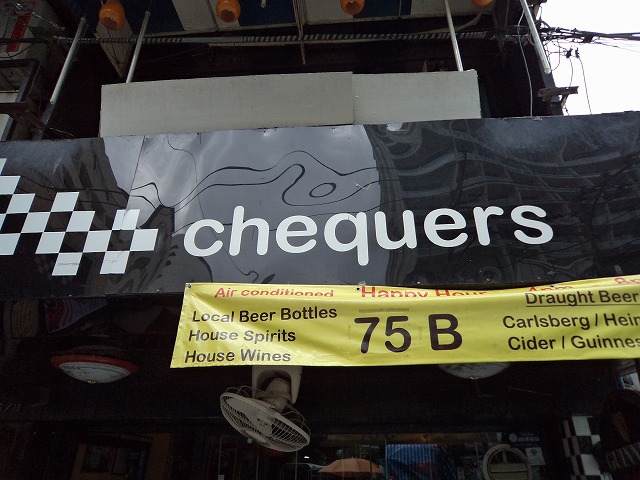 chequers
Air conditioned Happy Hour
Local Beer Bottles
House Spirits
House Wines
75 B
Draught Beer
Carlsberg / Hein
Cider / Guinnes